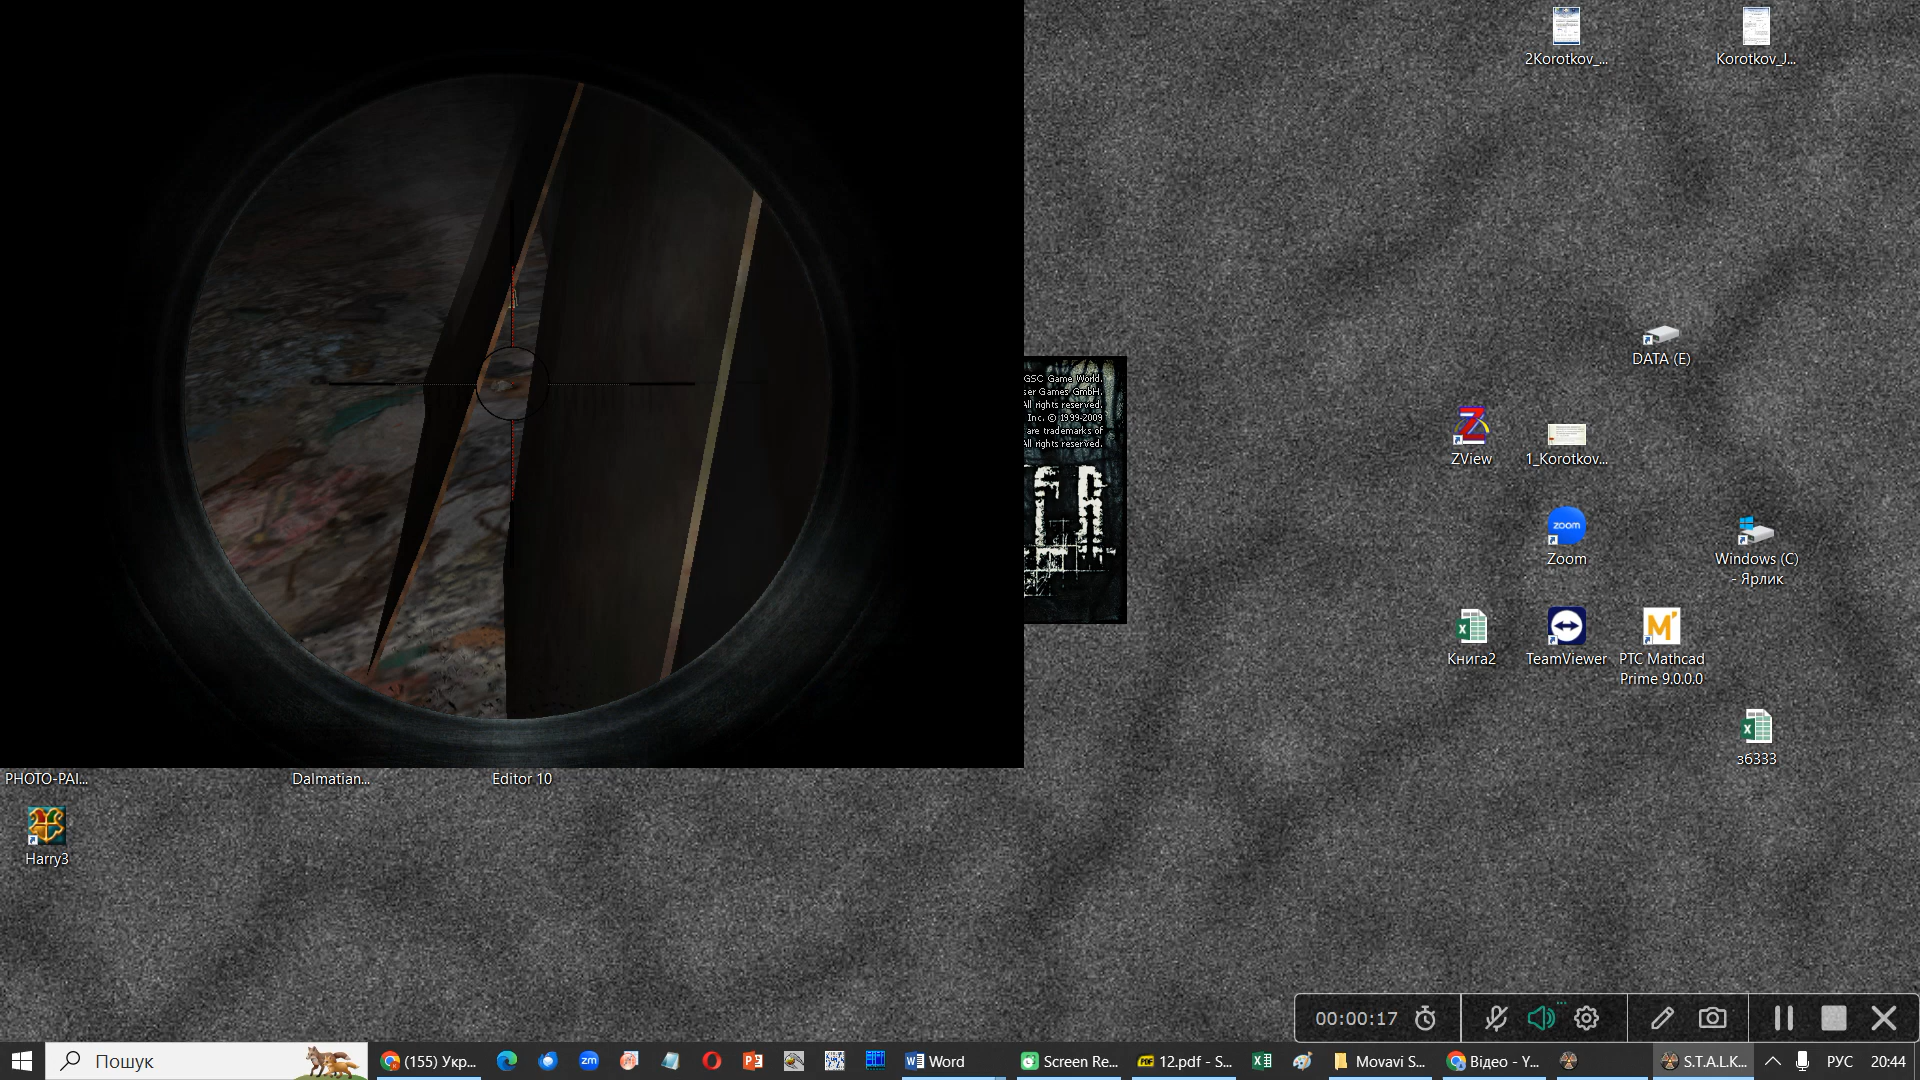 2Korotkov_...
Korotkov_J...
DATA (E)
GSC Game World.
ser Games GmbH.
All rights reserved.
Inc. © 1999-2009
are trademarks of
All rights reserved.
ZView
1_Korotkov...
zoom
Zoom
Windows (C)
- Ярлик
Книга2
TeamViewer
PTC Mathcad
Prime 9.0.0.0
з6333
PHOTO-PAI...
Dalmatian...
Editor 10
Harry3
00:00:17
Пошук
(155) Укр...
zm
Word
Screen Re...
12.pdf - S...
Movavi S...
Відео - Y...
S.T.A.L.K...
РУС
20:44